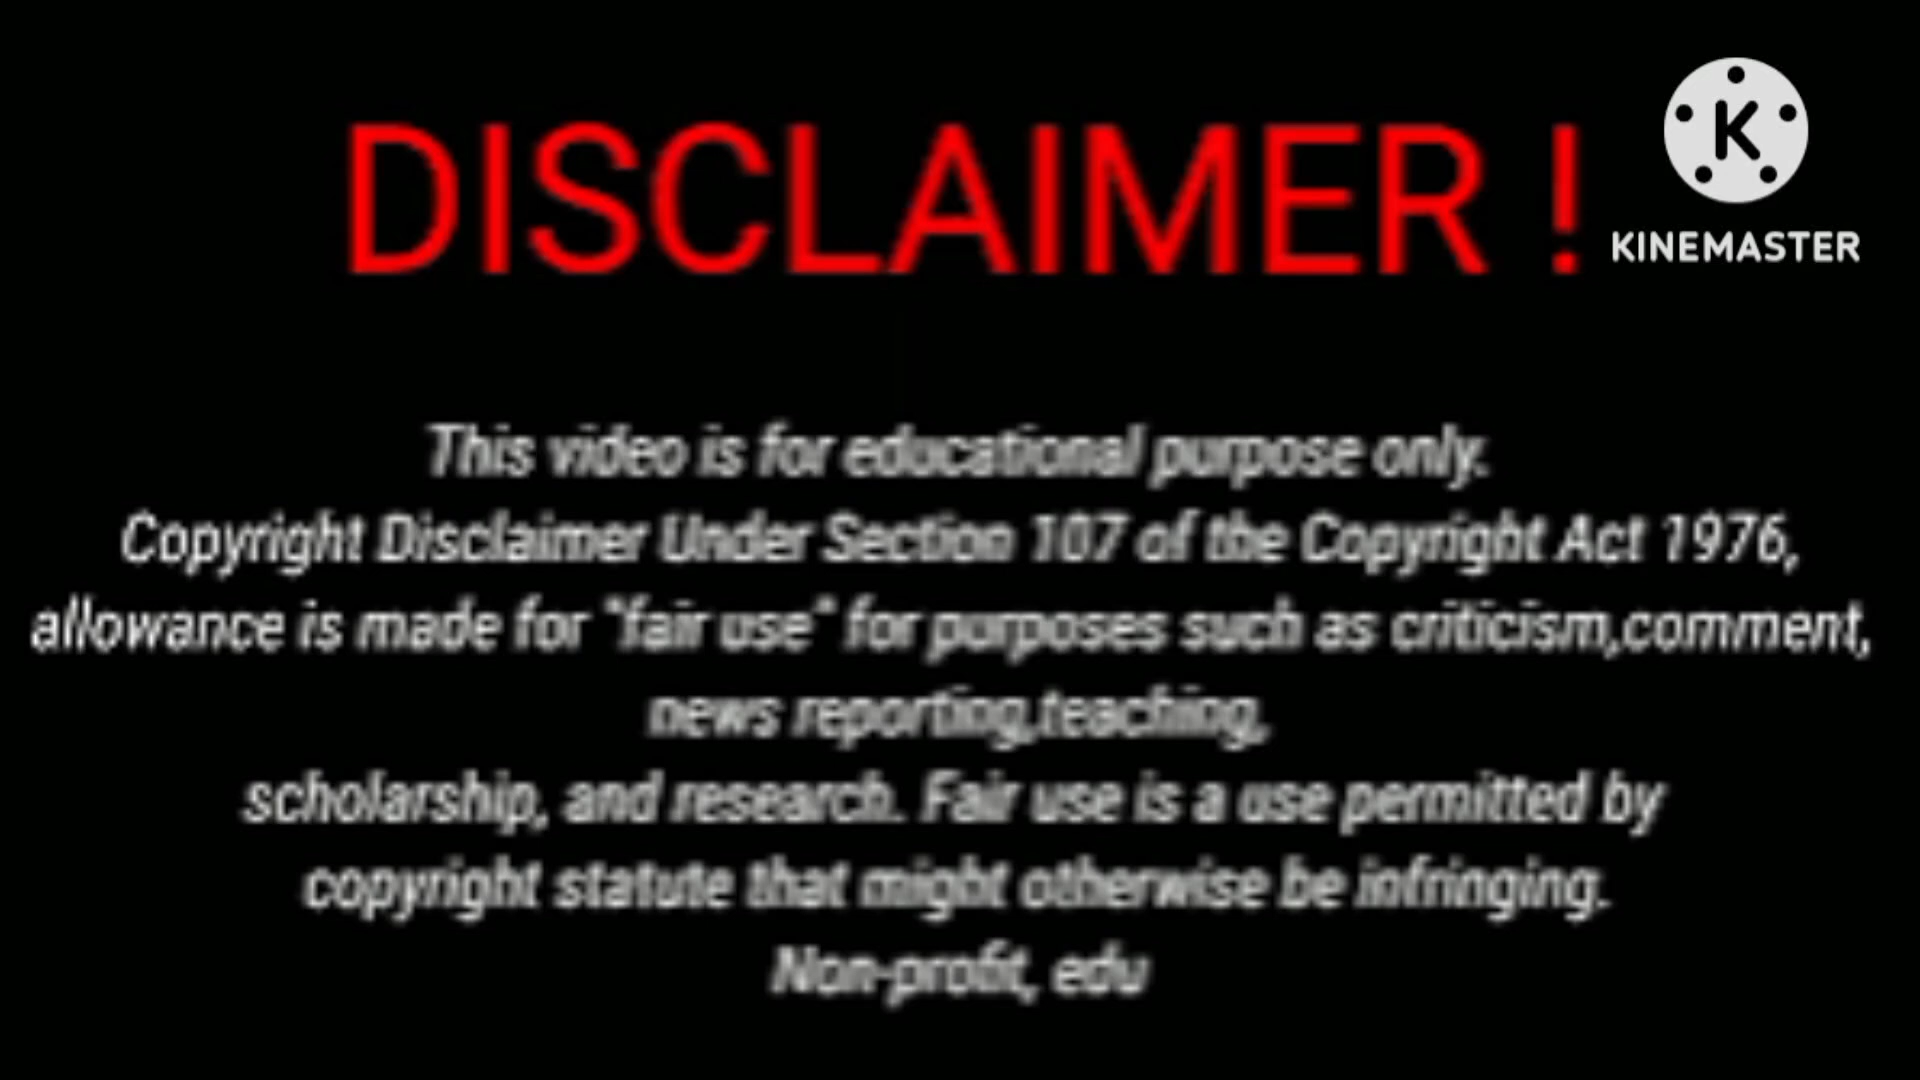 DISCLAIMER !
K
KINEMASTER
This video is for educational purpose only.
Copyright Disclaimer Under Section 107 of the Copyright Act 1976,
allowance is made for "fair use" for purposes such as criticism,comment,
news reporting,teaching,
scholarship, and research. Fair use is a use permitted by
copyright statute that might otherwise be infringing.
Non-profit, edu